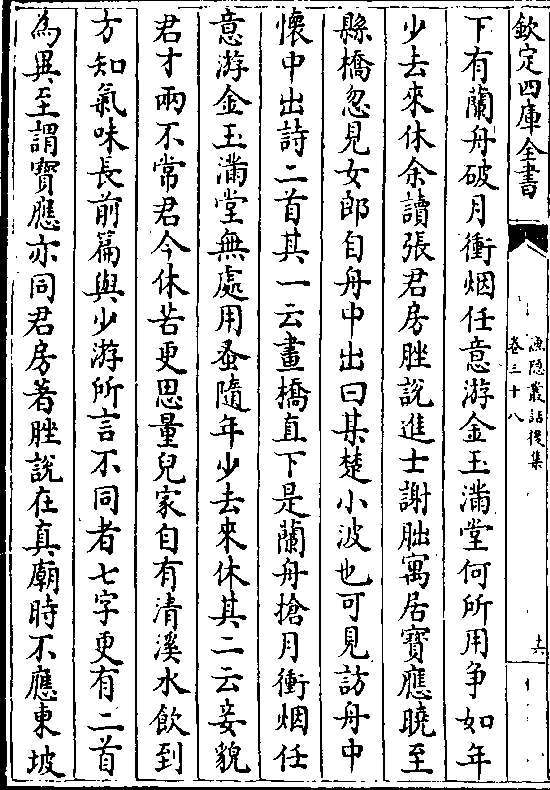 欽定四庫全書
漁隱叢話後集
卷三十八
六
下有蘭舟破月衝烟任意游金玉滿堂何所用争如年
少去來休余讀張君房脞說進士謝朏寓居寶應曉至
縣橋忽見女郎自舟中出曰某楚小波也可見訪舟中
懷中出詩二首其一云畫橋直下是蘭舟搶月衝烟任
意游金玉滿堂無處用蚤隨年少去來休其二云妾貌
君才兩不常君今休苦更思量兒家自有清溪水飲到
方知氣味長前篇與少游所言不同者七字更有二首
為異至謂寳應亦同君房著脞說在真廟時不應東坡